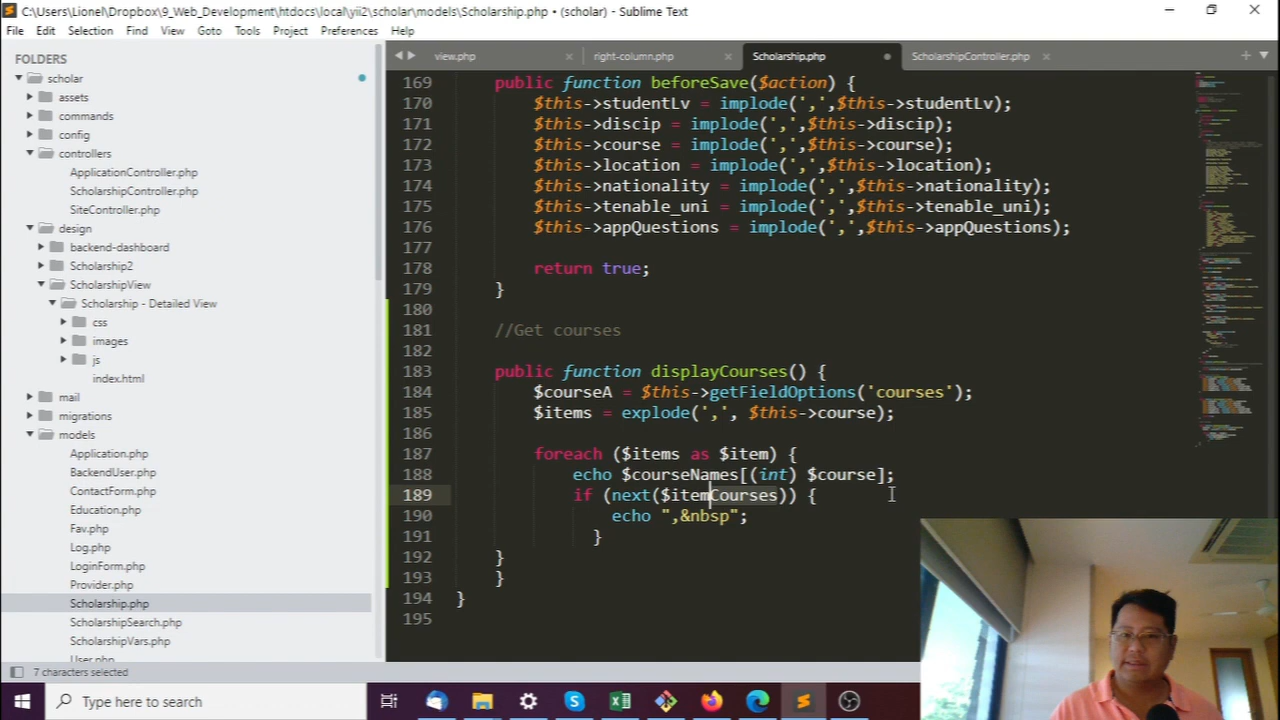 C:\Users\Lionel\Dropbox\9_Web_Development\htdocs\local\yii2\scholar\models\Scholarship.php • (scholar) - Sublime Text
File Edit Selection Find View Goto Tools Project Preferences Help
FOLDERS
scholar
assets
commands
config
controllers
ApplicationController.php
ScholarshipController.php
SiteController.php
design
backend-dashboard
Scholarship2
ScholarshipView
Scholarship - Detailed View
css
images
js
index.html
mail
migrations
models
Application.php
BackendUser.php
ContactForm.php
Education.php
Fav.php
Log.php
LoginForm.php
Provider.php
Scholarship.php
ScholarshipSearch.php
ScholarshipVars.php
User.php
view.php
right-column.php
Scholarship.php
ScholarshipController.php
169 public function beforeSave($action) {
170 $this->studentLv = implode(',',$this->studentLv);
171 $this->discip = implode(',',$this->discip);
172 $this->course = implode(',',$this->course);
173 $this->location = implode(',',$this->location);
174 $this->nationality = implode(',',$this->nationality);
175 $this->tenable_uni = implode(',',$this->tenable_uni);
176 $this->appQuestions = implode(',',$this->appQuestions);
177
178 return true;
179 }
180
181 //Get courses
182
183 public function displayCourses() {
184 $courseA = $this->getFieldOptions('courses');
185 $items = explode(',', $this->course);
186
187 foreach ($items as $item) {
188 echo $courseNames[(int) $course];
189 if (next($itemCourses)) {
190 echo ",&nbsp";
191 }
192 }
193 }
194 }
195
7 characters selected
Type here to search